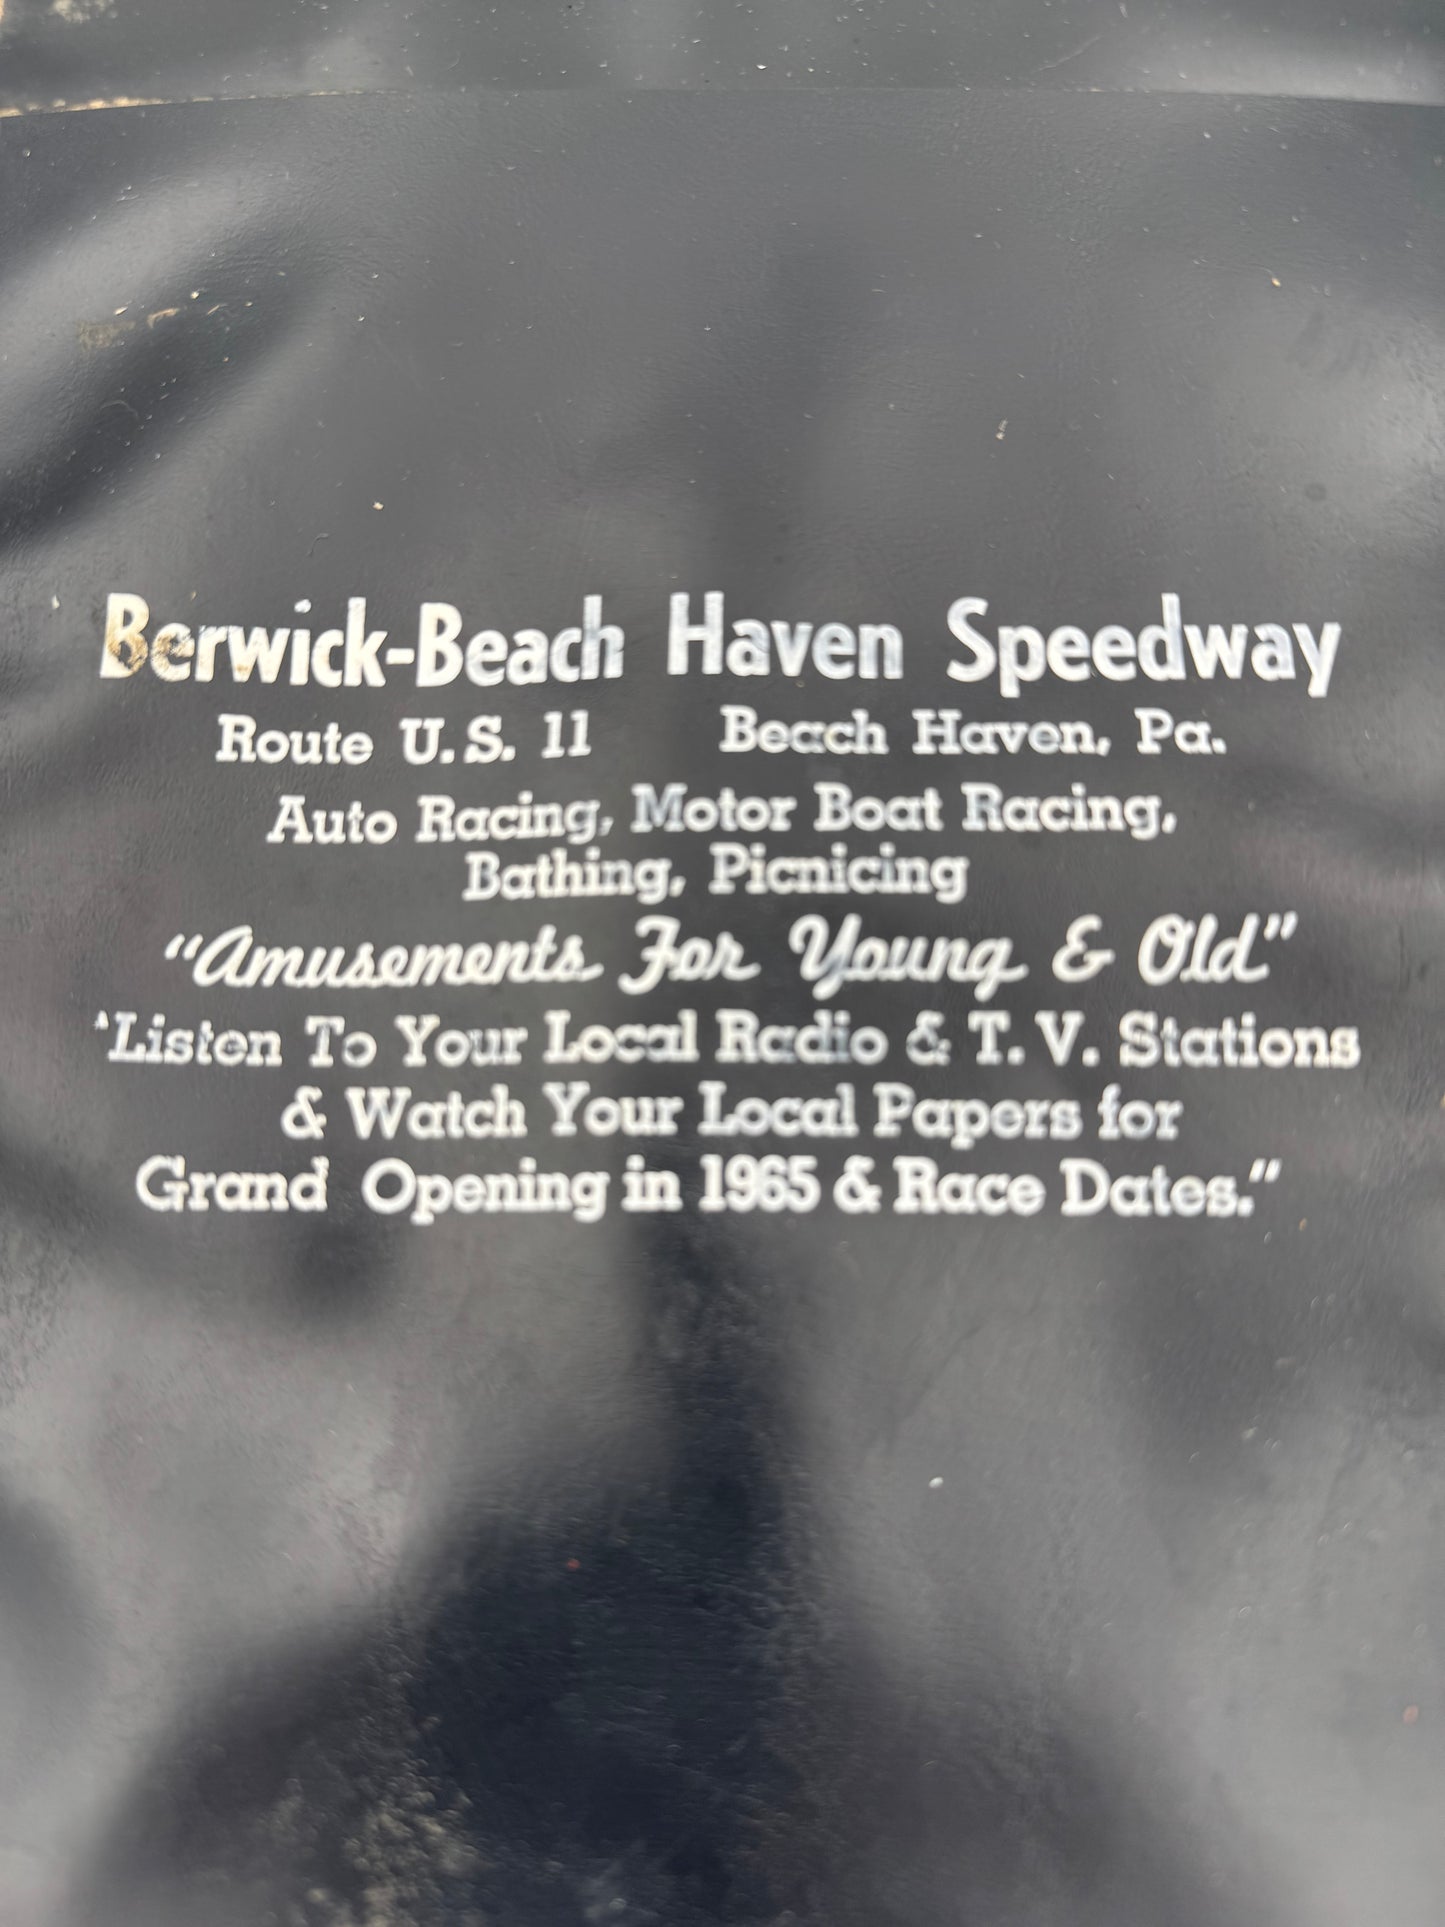 Berwick-Beach Haven Speedway
Route U.S. 11 Beach Haven, Pa.
Auto Racing, Motor Boat Racing,
Bathing, Picnicing
"Amusements For Young & Old"
"Listen To Your Local Radio & T. V. Stations
& Watch Your Local Papers for
Grand Opening in 1965 & Race Dates."